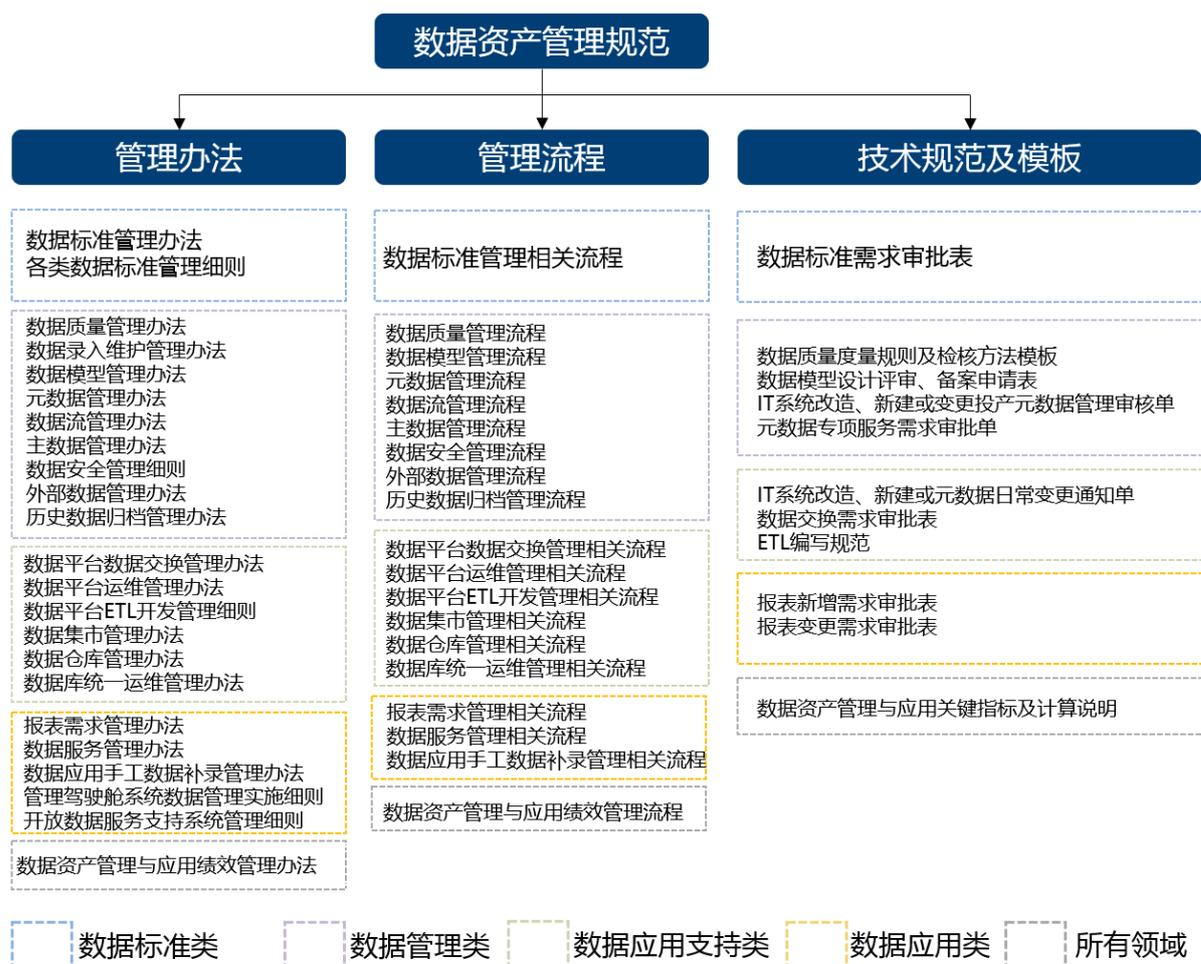 数据资产管理规范
管理办法
数据标准管理办法
各类数据标准管理细则
数据质量管理办法
数据录入维护管理办法
数据模型管理办法
元数据管理办法
数据流管理办法
主数据管理办法
数据安全管理细则
外部数据管理办法
历史数据归档管理办法
数据平台数据交换管理办法
数据平台运维管理办法
数据平台ETL开发管理细则
数据集市管理办法
数据仓库管理办法
数据库统一运维管理办法
报表需求管理办法
数据服务管理办法
数据应用手工数据补录管理办法
管理驾驶舱系统数据管理实施细则
开放数据服务支持系统管理细则
数据资产管理与应用绩效管理办法
管理流程
数据标准管理相关流程
数据质量管理流程
数据模型管理流程
元数据管理流程
数据流管理流程
主数据管理流程
数据安全管理流程
外部数据管理流程
历史数据归档管理流程
数据平台数据交换管理相关流程
数据平台运维管理相关流程
数据平台ETL开发管理相关流程
数据集市管理相关流程
数据仓库管理相关流程
数据库统一运维管理相关流程
报表需求管理相关流程
数据服务管理相关流程
数据应用手工数据补录管理相关流程
数据资产管理与应用绩效管理流程
技术规范及模板
数据标准需求审批表
数据质量度量规则及检核方法模板
数据模型设计评审、备案申请表
IT系统改造、新建或变更投产元数据管理审核单
元数据专项服务需求审批单
IT系统改造、新建或元数据日常变更通知单
数据交换需求审批表
ETL编写规范
报表新增需求审批表
报表变更需求审批表
数据资产管理与应用关键指标及计算说明
数据标准类
数据管理类
数据应用支持类
数据应用类
所有领域